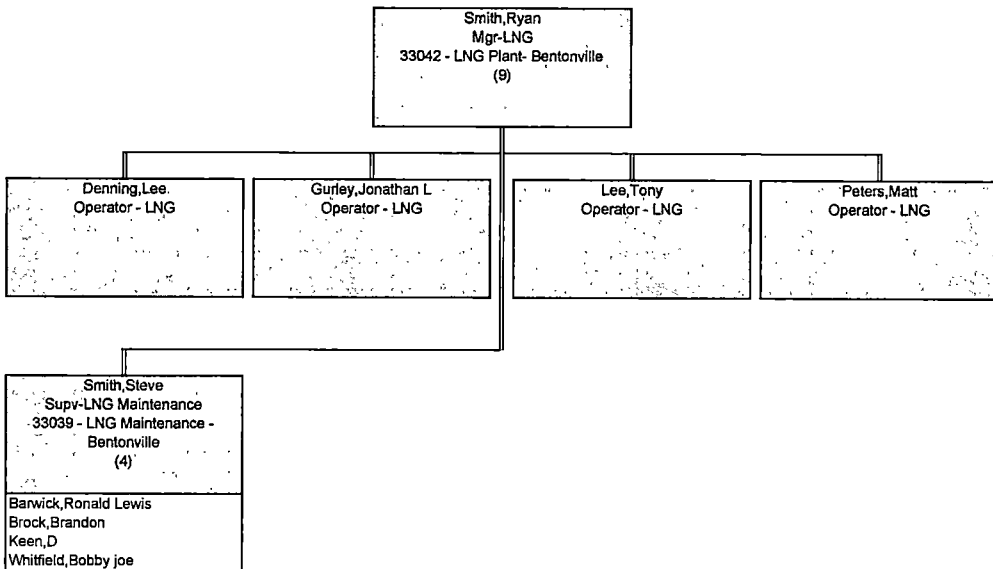 Smith,Ryan
Mgr-LNG
33042 - LNG Plant- Bentonville
(9)
Denning,Lee
Operator - LNG
Gurley,Jonathan L
Operator - LNG
Lee,Tony
Operator - LNG
Peters,Matt
Operator - LNG
Smith,Steve
Supv-LNG Maintenance
33039 - LNG Maintenance -
Bentonville
(4)
Barwick,Ronald Lewis
Brock,Brandon
Keen,D
Whitfield,Bobby joe